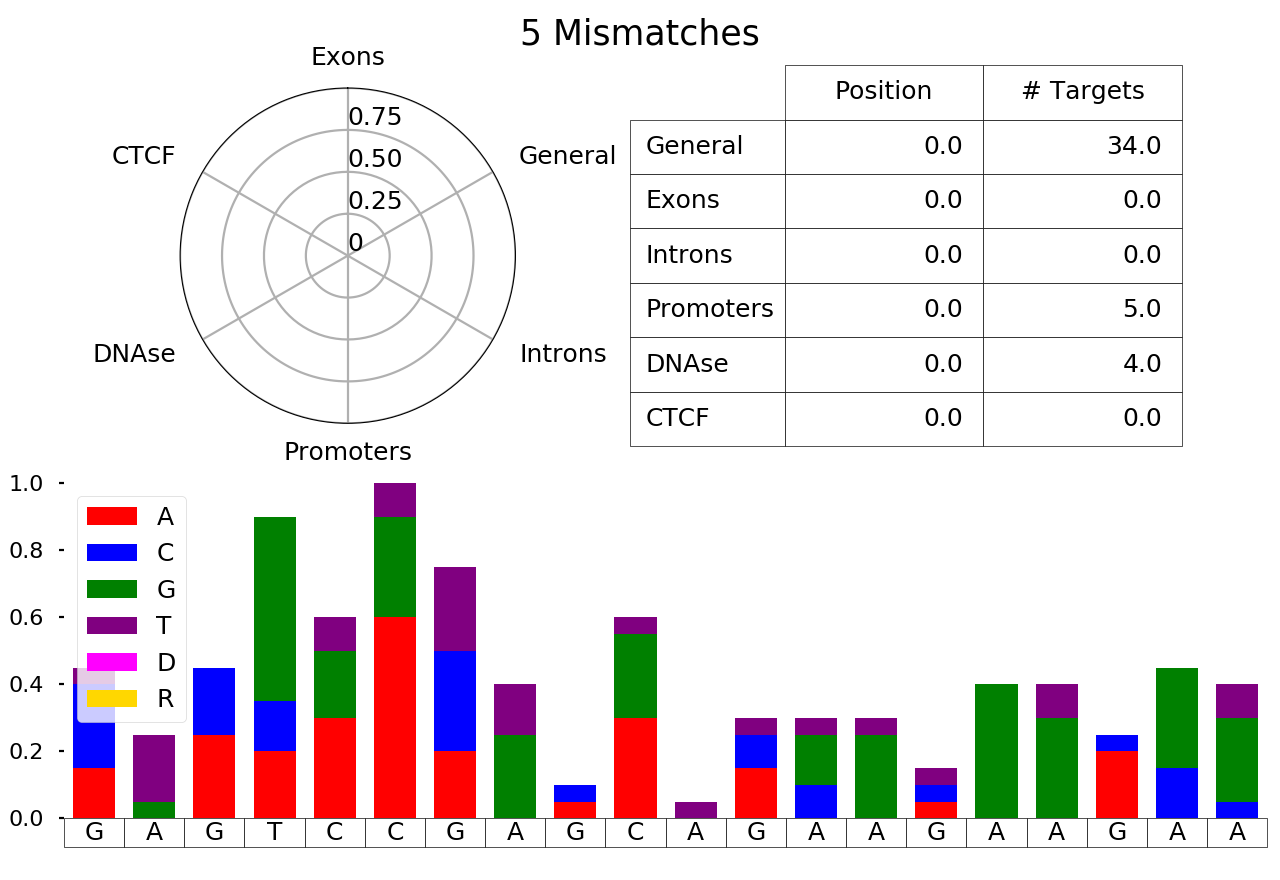 5 Mismatches
Exons
CTCF
General
0.75
0.50
0.25
0
DNAse
Introns
Promoters
Position # Targets
General 0.0 34.0
Exons 0.0 0.0
Introns 0.0 0.0
Promoters 0.0 5.0
DNAse 0.0 4.0
CTCF 0.0 0.0
1.0
0.8
0.6
0.4
0.2
0.0
A
C
G
T
D
R
G A G T C C G A G C A G A A G A A G A A